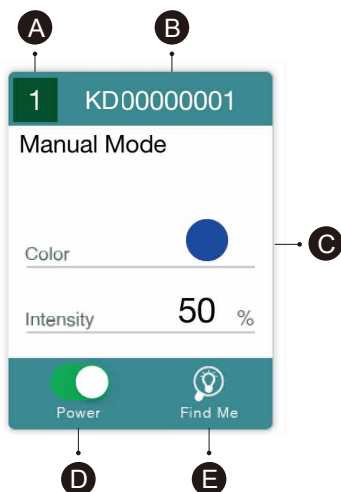 A B
1 KD00000001
Manual Mode
C
Color
Intensity 50 %
Power Find Me
D E